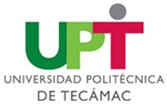 UPT
UNIVERSIDAD POLITÉCNICA
DE TECÁMAC